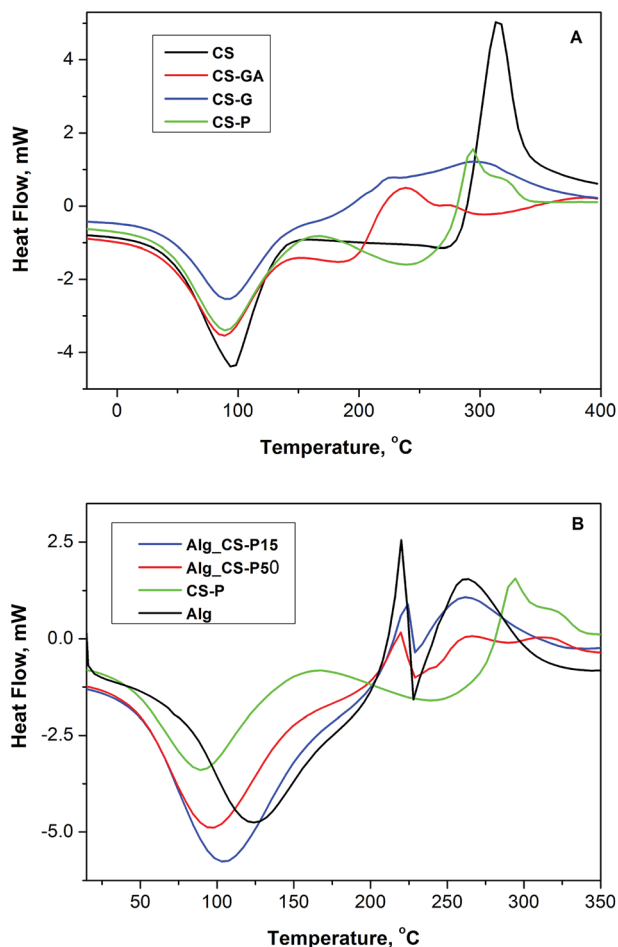 A
CS
CS-GA
CS-G
CS-P
4
2
0
-2
-4
Heat Flow, mW
0
100
200
300
400
Temperature, °C
B
Alg_CS-P15
Alg_CS-P50
CS-P
Alg
2.5
0.0
-2.5
-5.0
Heat Flow, mW
50
100
150
200
250
300
350
Temperature, °C